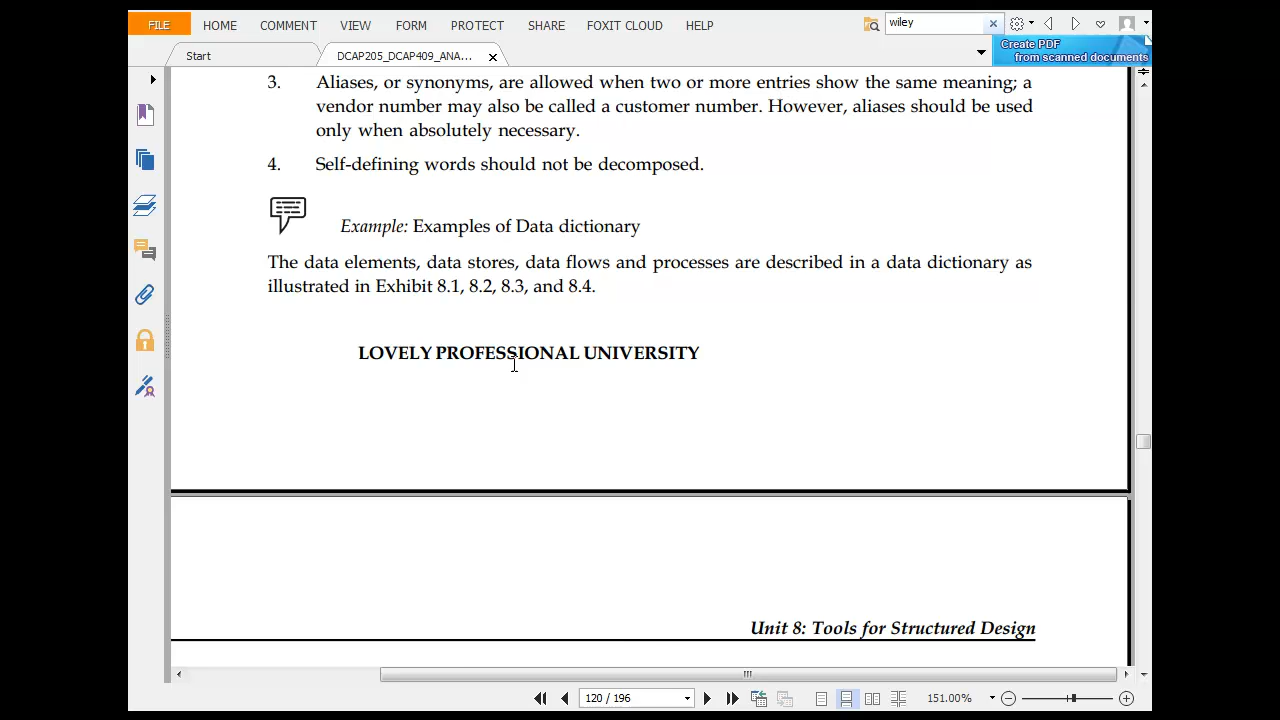 FILE HOME COMMENT VIEW FORM PROTECT SHARE FOXIT CLOUD HELP wiley
Start DCAP205_DCAP409_ANA... Create PDF
from scanned documents
3. Aliases, or synonyms, are allowed when two or more entries show the same meaning; a
vendor number may also be called a customer number. However, aliases should be used
only when absolutely necessary.
4. Self-defining words should not be decomposed.
Example: Examples of Data dictionary
The data elements, data stores, data flows and processes are described in a data dictionary as
illustrated in Exhibit 8.1, 8.2, 8.3, and 8.4.
LOVELY PROFESSIONAL UNIVERSITY
Unit 8: Tools for Structured Design
120 / 196 151.00%